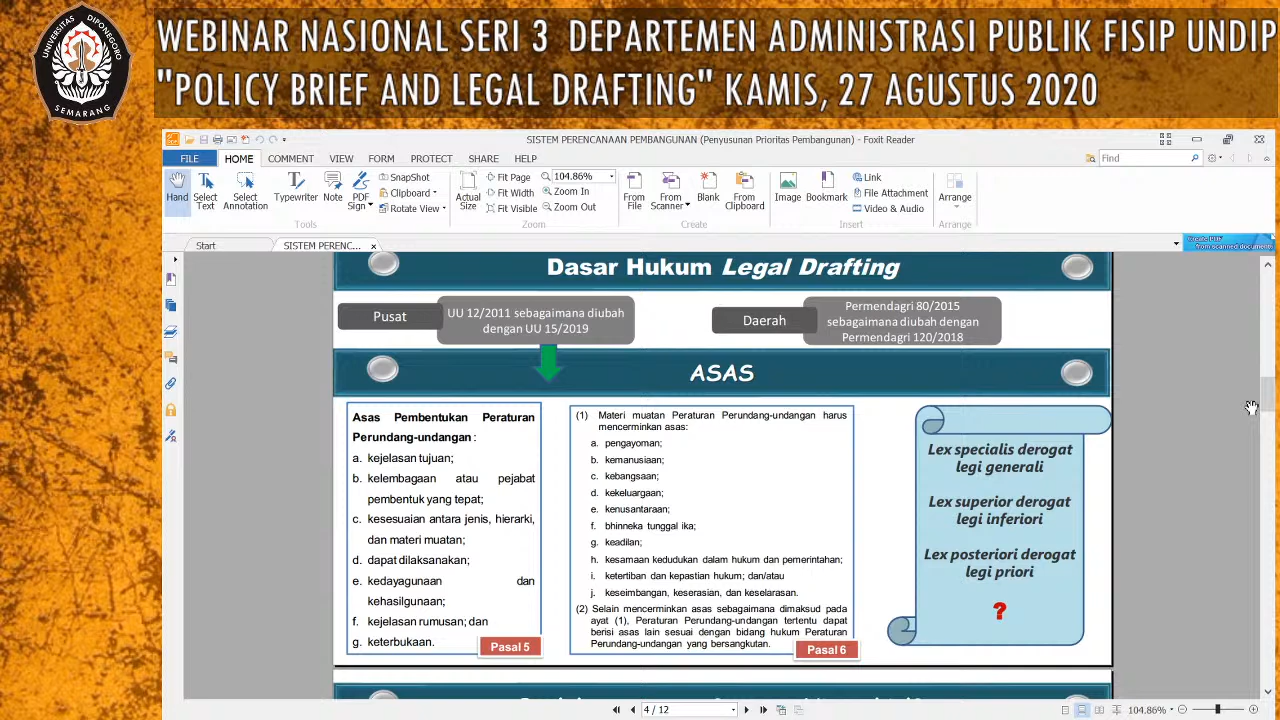 UNIVERSITAS DIPONEGORO
SEMARANG
WEBINAR NASIONAL SERI 3 DEPARTEMEN ADMINISTRASI PUBLIK FISIP UNDIP
"POLICY BRIEF AND LEGAL DRAFTING" KAMIS, 27 AGUSTUS 2020
SISTEM PERENCANAAN PEMBANGUNAN (Penyusunan Prioritas Pembangunan) - Foxit Reader
FILE HOME COMMENT VIEW FORM PROTECT SHARE HELP
Find
Hand
Select Text
Select Annotation
Typewriter
Note
PDF Sign
SnapShot
Clipboard
Rotate View
Tools
Actual Size
Fit Page
Fit Width
Fit Visible
104.86%
Zoom In
Zoom Out
Zoom
From File
From Scanner
Blank
From Clipboard
Create
Image
Bookmark
Link
File Attachment
Video & Audio
Insert
Arrange
Arrange
Start
SISTEM PERENC...
Create PDF
from scanned document
Dasar Hukum Legal Drafting
Pusat
UU 12/2011 sebagaimana diubah
dengan UU 15/2019
Daerah
Permendagri 80/2015
sebagaimana diubah dengan
Permendagri 120/2018
ASAS
Asas Pembentukan Peraturan
Perundang-undangan :
a. kejelasan tujuan;
b. kelembagaan atau pejabat
pembentuk yang tepat;
c. kesesuaian antara jenis, hierarki,
dan materi muatan;
d. dapat dilaksanakan;
e. kedayagunaan dan
kehasilgunaan;
f. kejelasan rumusan; dan
g. keterbukaan.
Pasal 5
(1) Materi muatan Peraturan Perundang-undangan harus
mencerminkan asas:
a. pengayoman;
b. kemanusiaan;
c. kebangsaan;
d. kekeluargaan;
e. kenusantaraan;
f. bhinneka tunggal ika;
g. keadilan;
h. kesamaan kedudukan dalam hukum dan pemerintahan;
i. ketertiban dan kepastian hukum; dan/atau
j. keseimbangan, keserasian, dan keselarasan.
(2) Selain mencerminkan asas sebagaimana dimaksud pada
ayat (1), Peraturan Perundang-undangan tertentu dapat
berisi asas lain sesuai dengan bidang hukum Peraturan
Perundang-undangan yang bersangkutan.
Pasal 6
Lex specialis derogat
legi generali
Lex superior derogat
legi inferiori
Lex posteriori derogat
legi priori
?
4 / 12
104.86%